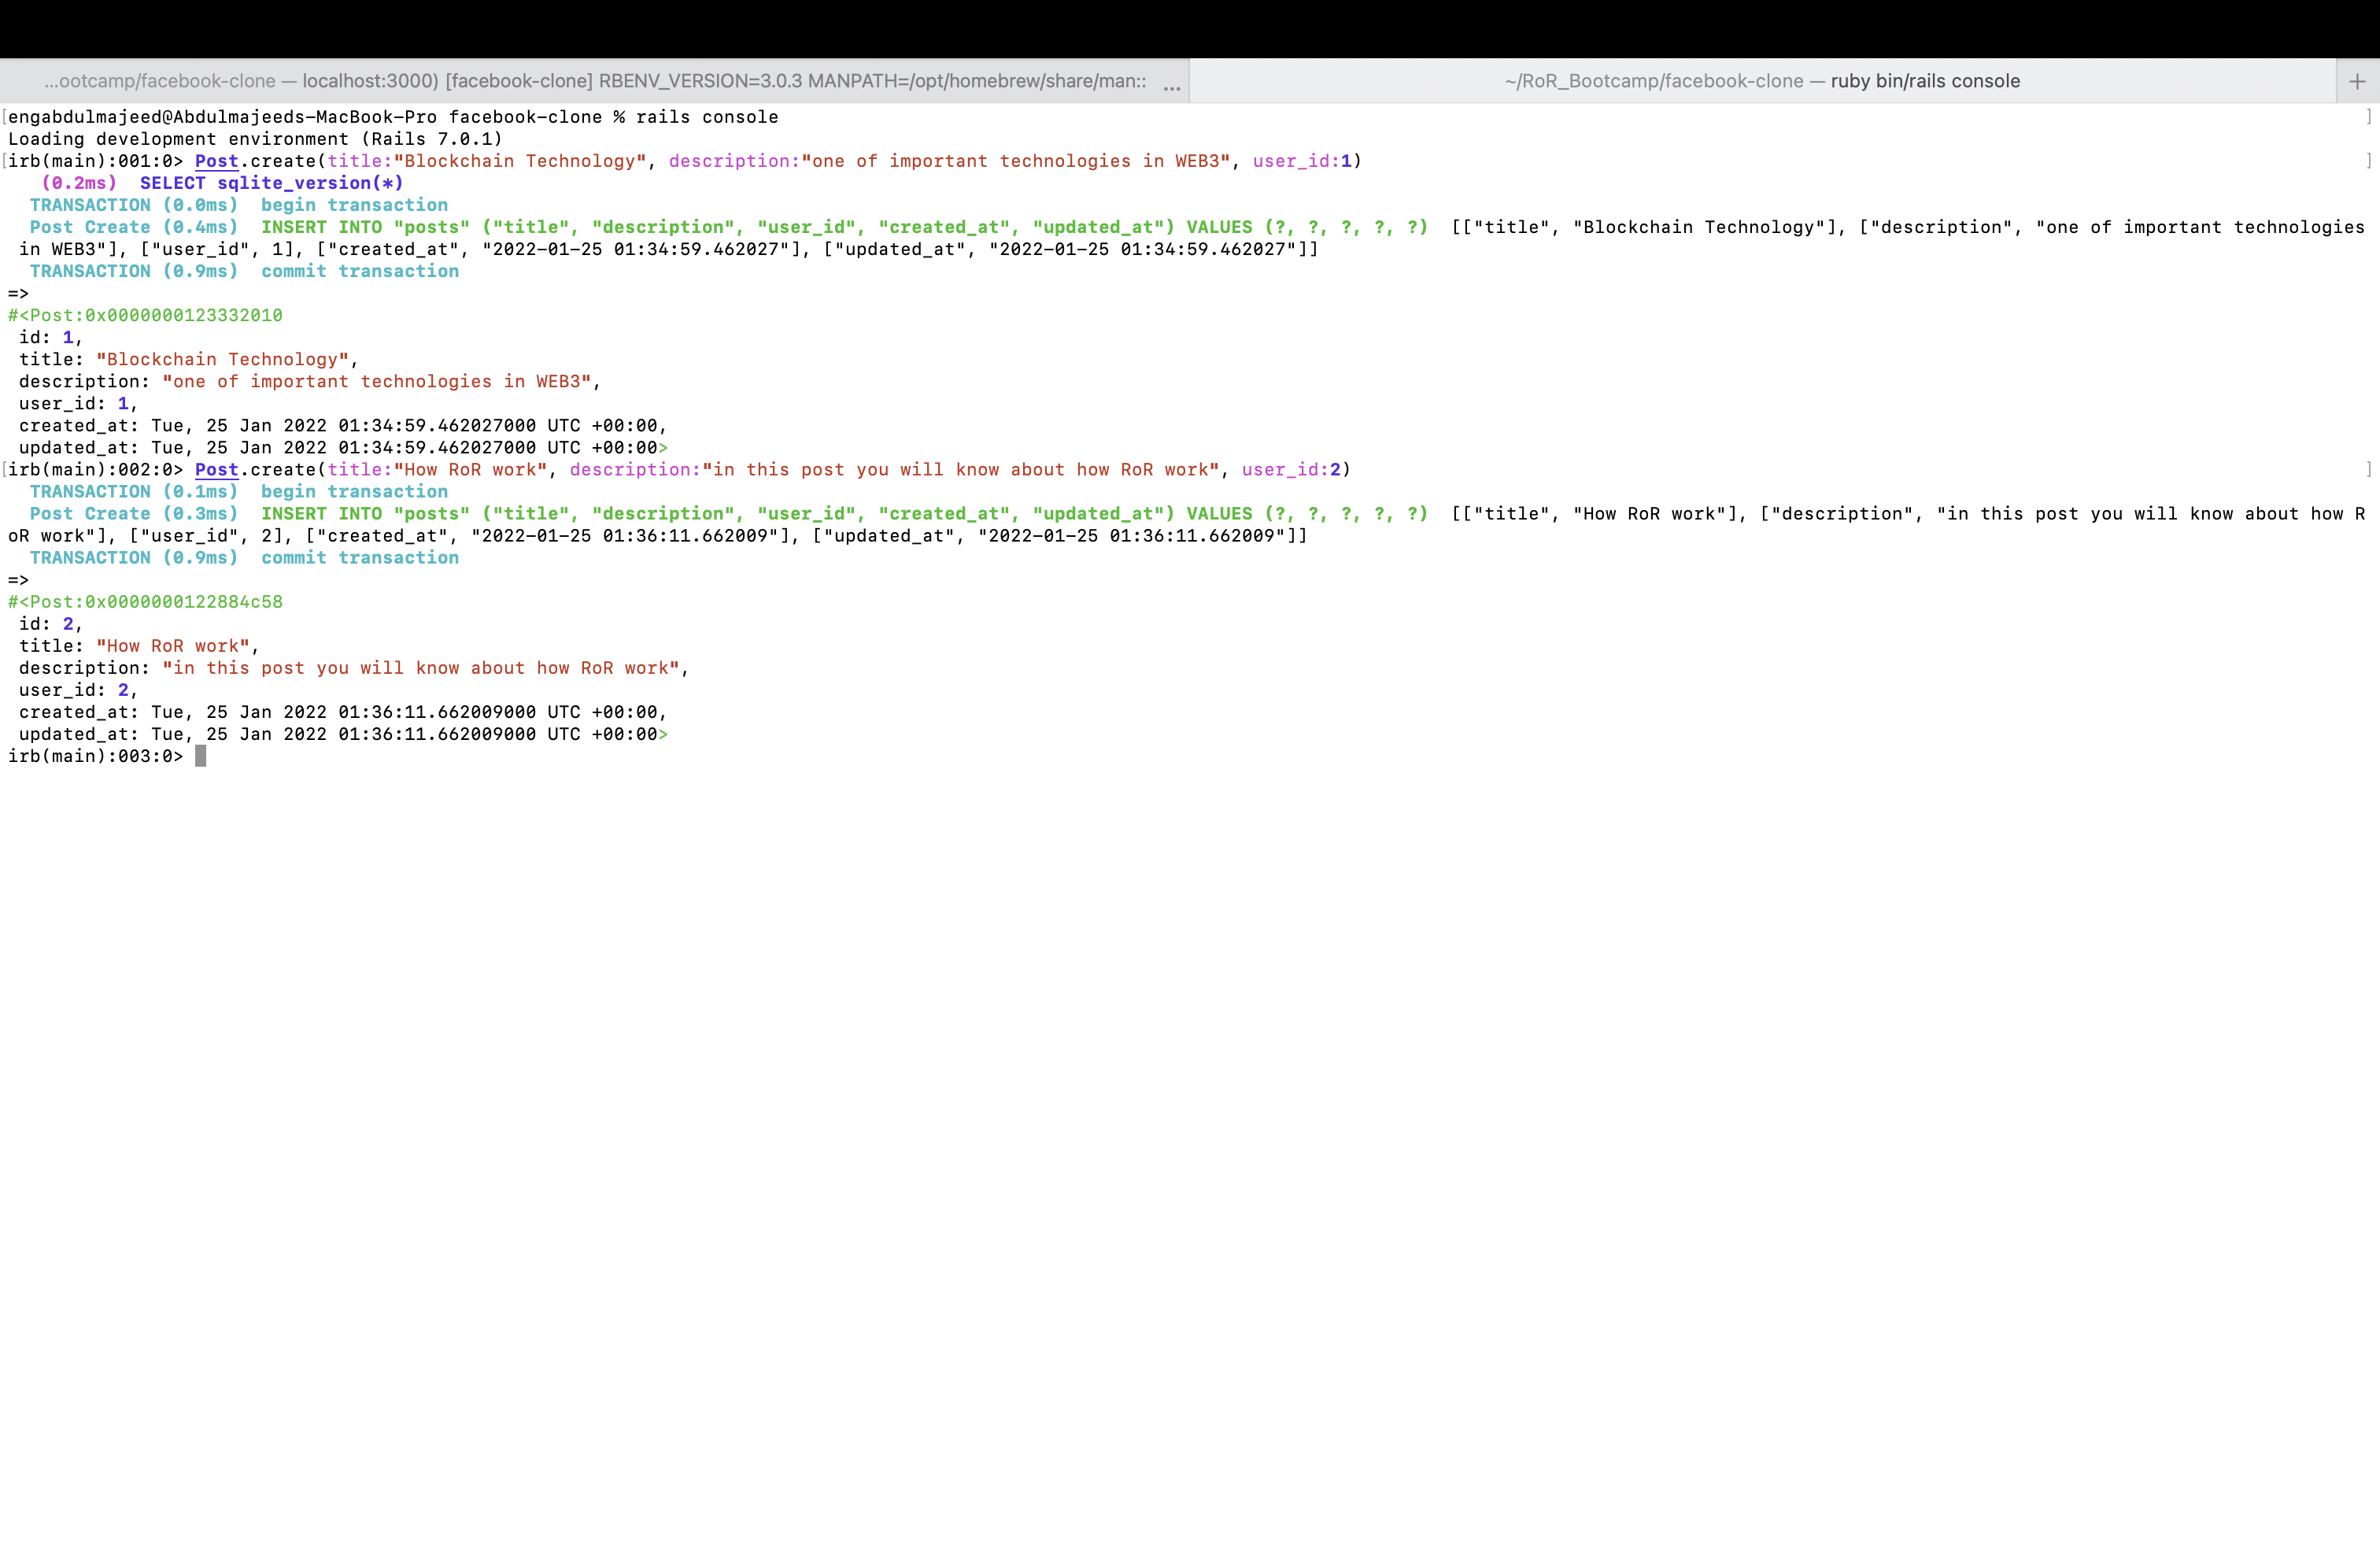 ...ootcamp/facebook-clone — localhost:3000) [facebook-clone] RBENV_VERSION=3.0.3 MANPATH=/opt/homebrew/share/man:: ...
~/RoR_Bootcamp/facebook-clone — ruby bin/rails console +
[engabdulmajeed@Abdulmajeeds-MacBook-Pro facebook-clone % rails console ]
Loading development environment (Rails 7.0.1)
[irb(main):001:0> Post.create(title:"Blockchain Technology", description:"one of important technologies in WEB3", user_id:1) ]
   (0.2ms)  SELECT sqlite_version(*)
  TRANSACTION (0.0ms)  begin transaction
  Post Create (0.4ms)  INSERT INTO "posts" ("title", "description", "user_id", "created_at", "updated_at") VALUES (?, ?, ?, ?, ?)  [["title", "Blockchain Technology"], ["description", "one of important technologies
 in WEB3"], ["user_id", 1], ["created_at", "2022-01-25 01:34:59.462027"], ["updated_at", "2022-01-25 01:34:59.462027"]]
  TRANSACTION (0.9ms)  commit transaction
=>
#<Post:0x0000000123332010
 id: 1,
 title: "Blockchain Technology",
 description: "one of important technologies in WEB3",
 user_id: 1,
 created_at: Tue, 25 Jan 2022 01:34:59.462027000 UTC +00:00,
 updated_at: Tue, 25 Jan 2022 01:34:59.462027000 UTC +00:00>
[irb(main):002:0> Post.create(title:"How RoR work", description:"in this post you will know about how RoR work", user_id:2) ]
  TRANSACTION (0.1ms)  begin transaction
  Post Create (0.3ms)  INSERT INTO "posts" ("title", "description", "user_id", "created_at", "updated_at") VALUES (?, ?, ?, ?, ?)  [["title", "How RoR work"], ["description", "in this post you will know about how R
oR work"], ["user_id", 2], ["created_at", "2022-01-25 01:36:11.662009"], ["updated_at", "2022-01-25 01:36:11.662009"]]
  TRANSACTION (0.9ms)  commit transaction
=>
#<Post:0x0000000122884c58
 id: 2,
 title: "How RoR work",
 description: "in this post you will know about how RoR work",
 user_id: 2,
 created_at: Tue, 25 Jan 2022 01:36:11.662009000 UTC +00:00,
 updated_at: Tue, 25 Jan 2022 01:36:11.662009000 UTC +00:00>
irb(main):003:0>